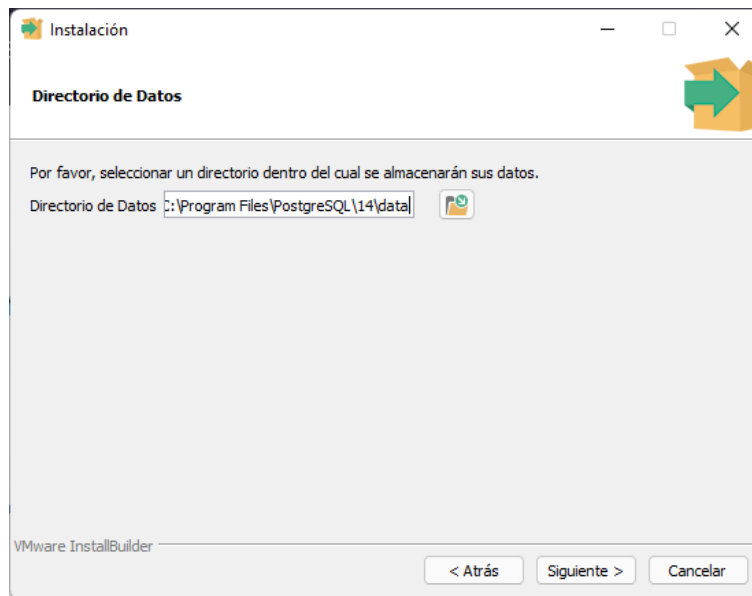 Instalación
Directorio de Datos
Por favor, seleccionar un directorio dentro del cual se almacenarán sus datos.
Directorio de Datos C:\Program Files\PostgreSQL\14\data
VMware InstallBuilder
< Atrás Siguiente > Cancelar